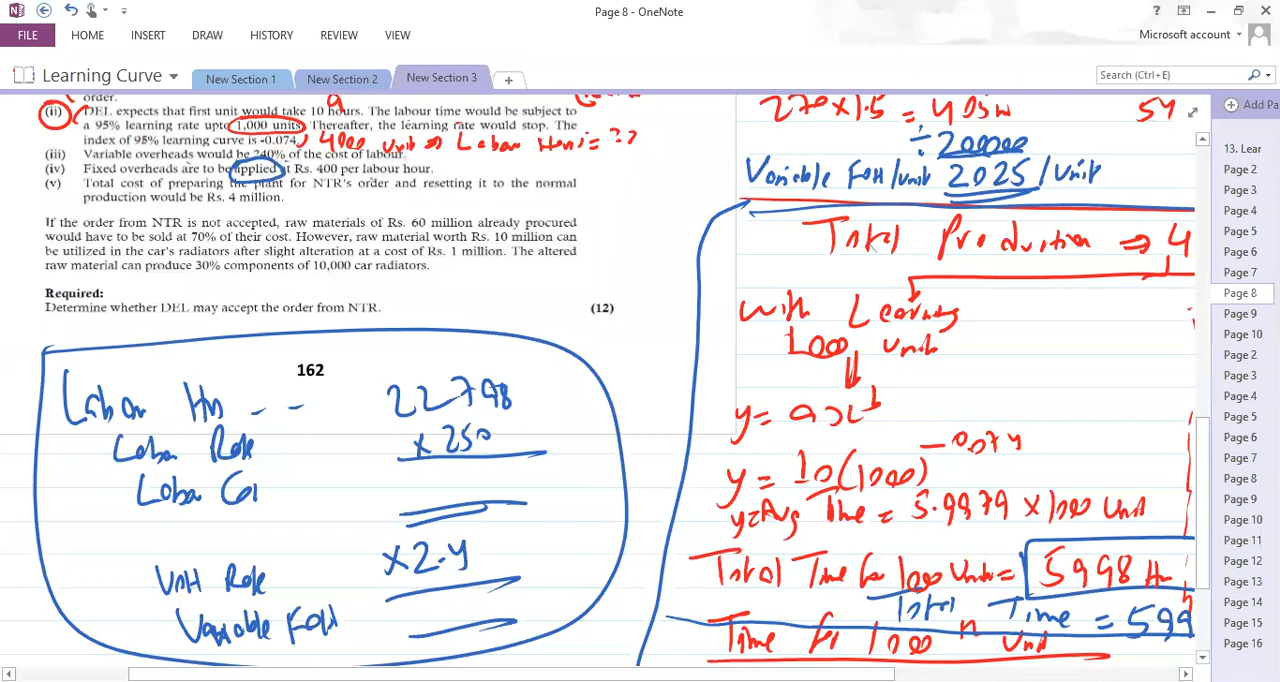 Page 8 - OneNote
FILE HOME INSERT DRAW HISTORY REVIEW VIEW
Microsoft account
Learning Curve New Section 1 New Section 2 New Section 3
Search (Ctrl+E)
order.
(ii) DEL expects that first unit would take 10 hours. The labour time would be subject
to a 95% learning rate upto 1,000 units. Thereafter, the learning rate would stop. The
index of 95% learning curve is -0.074.
(iii) Variable overheads would be 240% of the cost of labour.
(iv) Fixed overheads are to be applied at Rs. 400 per labour hour.
(v) Total cost of preparing the plant for NTR's order and resetting it to the normal
production would be Rs. 4 million.
If the order from NTR is not accepted, raw materials of Rs. 60 million already procured
would have to be sold at 70% of their cost. However, raw material worth Rs. 10 million can
be utilized in the car's radiators after slight alteration at a cost of Rs. 1 million. The altered
raw material can produce 30% components of 10,000 car radiators.
Required:
Determine whether DEL may accept the order from NTR. (12)
162
a
4000 unit Labour Hours = ??
Labour Hrs - - 22798
Labour Rate x 250
Labour Cost
x 2.4
VOH Rate
Variable FOH
270 x 1.5 = 405m
54
÷ 200000
Variable FOH/unit 2025 / Unit
Total Production ⇒ 4
With Learning
1000 Unit
y = ax
y = 10(1000) -0.074
y = Avg Time = 5.9979 x 1000 Unit
Total Time for 1000 Units = 5998 Hrs
Total Time = 599
Time for 1000 n Unit
Add Pa
13. Lear
Page 2
Page 3
Page 4
Page 5
Page 6
Page 7
Page 8
Page 9
Page 10
Page 2
Page 3
Page 4
Page 5
Page 6
Page 7
Page 8
Page 9
Page 10
Page 11
Page 12
Page 13
Page 14
Page 15
Page 16